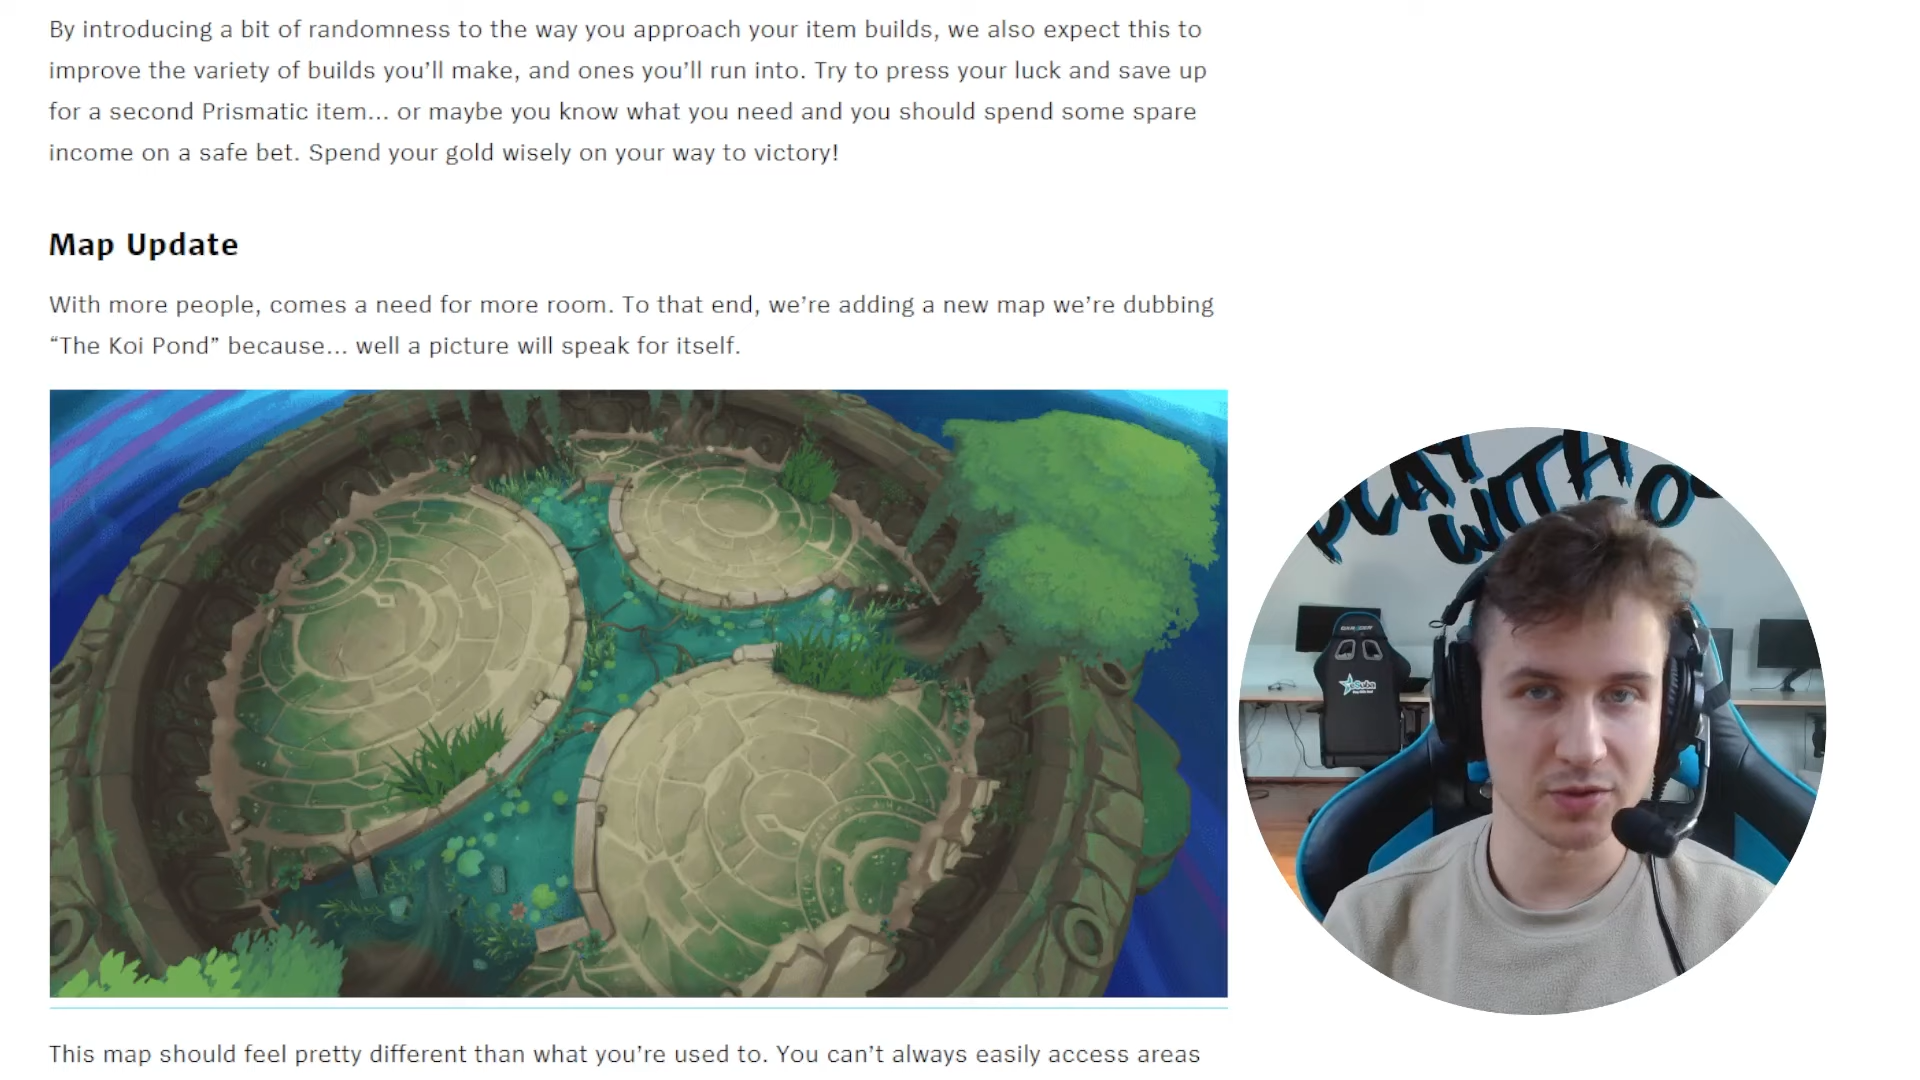 By introducing a bit of randomness to the way you approach your item builds, we also expect this to
improve the variety of builds you’ll make, and ones you’ll run into. Try to press your luck and save up
for a second Prismatic item… or maybe you know what you need and you should spend some spare
income on a safe bet. Spend your gold wisely on your way to victory!
Map Update
With more people, comes a need for more room. To that end, we’re adding a new map we’re dubbing
“The Koi Pond” because… well a picture will speak for itself.
PLAY
WITH
This map should feel pretty different than what you’re used to. You can’t always easily access areas